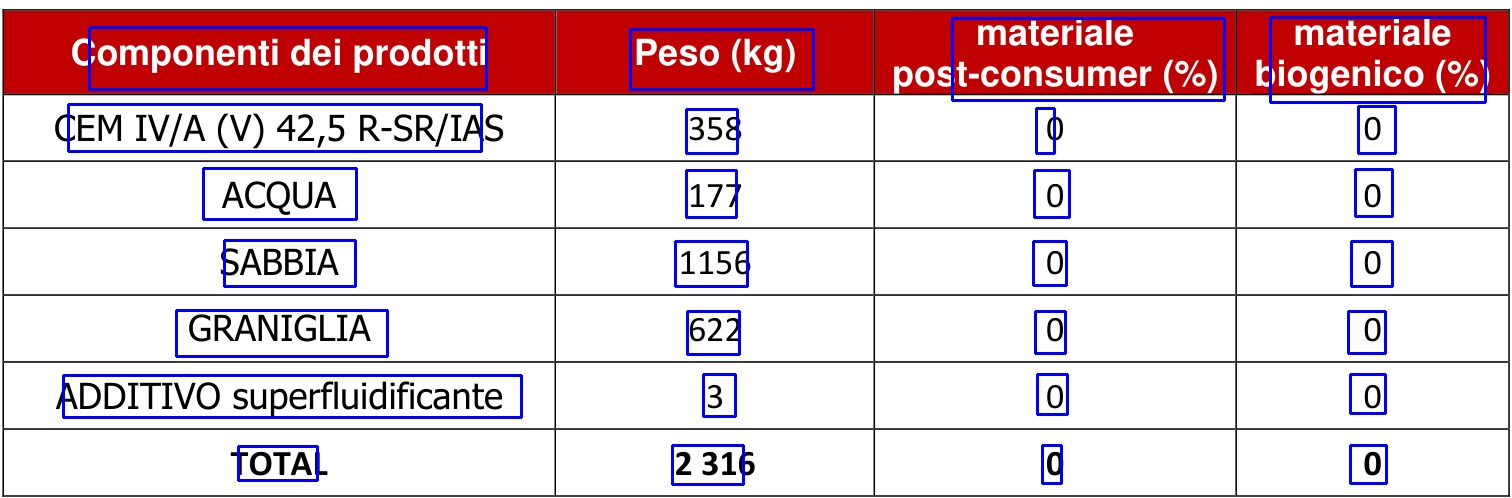 Componenti dei prodotti Peso (kg) materiale post-consumer (%) materiale biogenico (%)
CEM IV/A (V) 42,5 R-SR/IAS 358 0 0
ACQUA 177 0 0
SABBIA 1156 0 0
GRANIGLIA 622 0 0
ADDITIVO superfluidificante 3 0 0
TOTAL 2 316 0 0